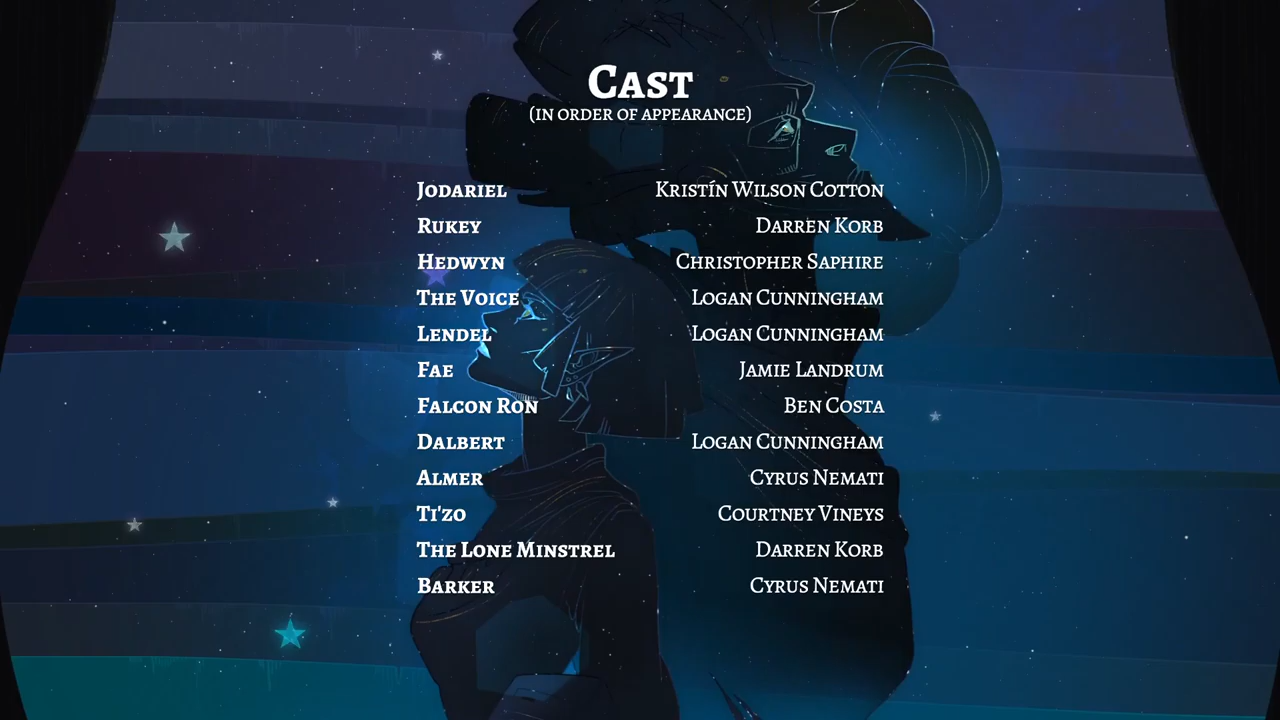 Cast
(in order of appearance)
Jodariel Kristín Wilson Cotton
Rukey Darren Korb
Hedwyn Christopher Saphire
The Voice Logan Cunningham
Lendel Logan Cunningham
Fae Jamie Landrum
Falcon Ron Ben Costa
Dalbert Logan Cunningham
Almer Cyrus Nemati
Ti'zo Courtney Vineys
The Lone Minstrel Darren Korb
Barker Cyrus Nemati